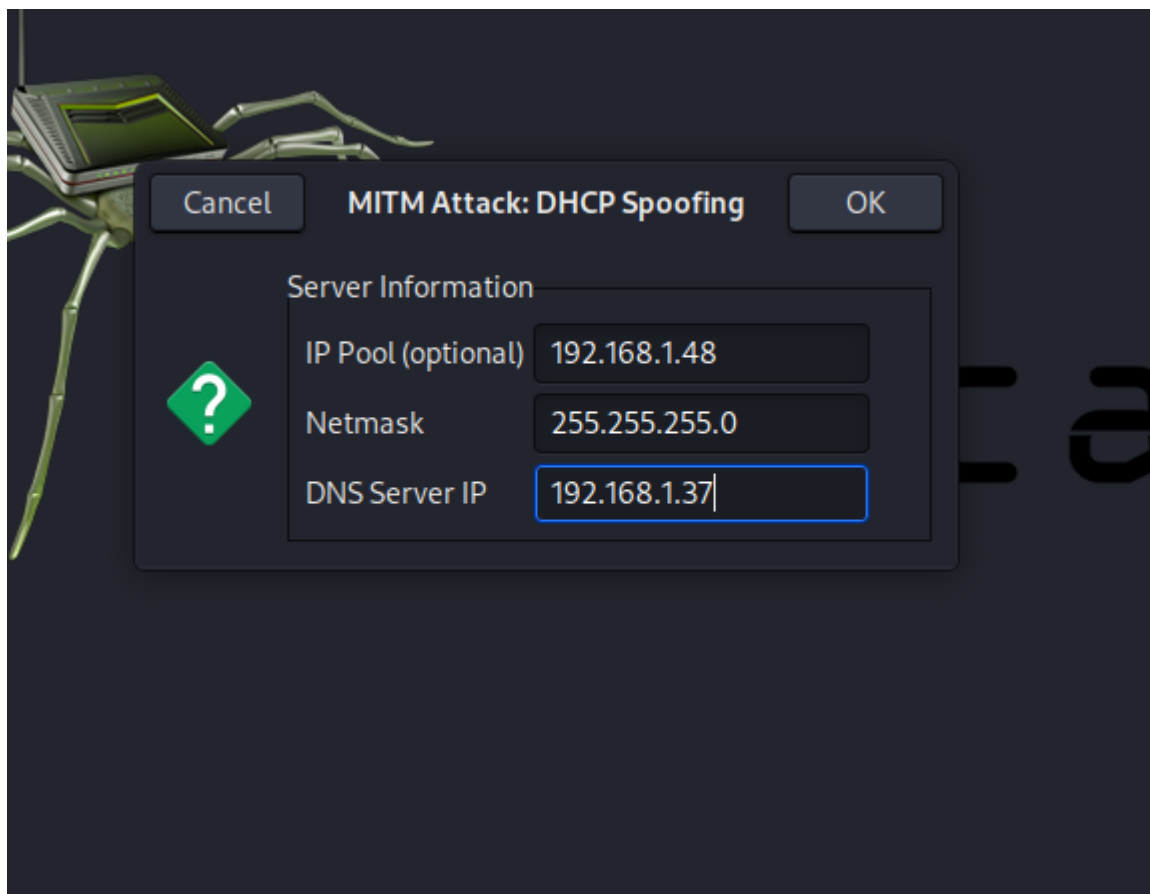 Cancel MITM Attack: DHCP Spoofing OK
Server Information
IP Pool (optional) 192.168.1.48
Netmask 255.255.255.0
DNS Server IP 192.168.1.37